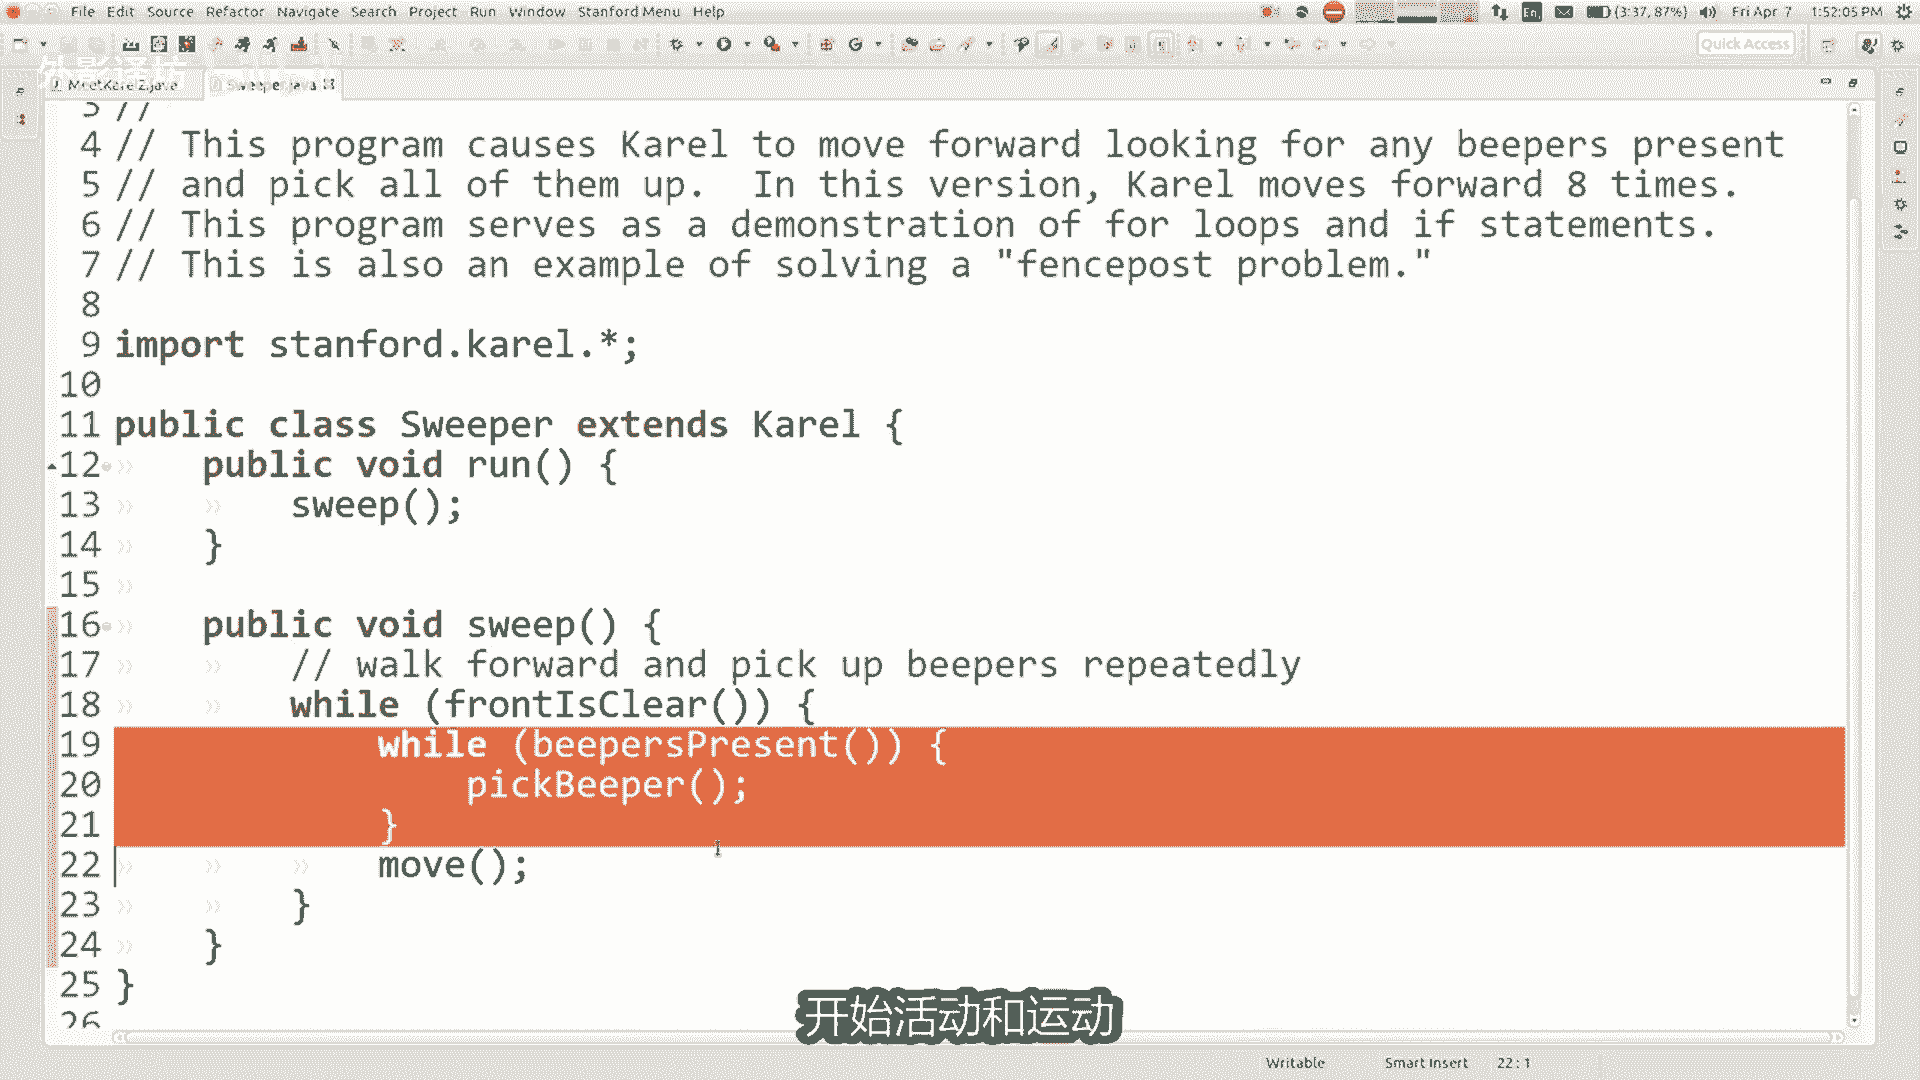 File Edit Source Refactor Navigate Search Project Run Window Stanford Menu Help
En (3:37, 87%) Fri Apr 7 1:52:05 PM
Quick Access
MeetKarel2.java Sweeper.java
3 //
4 // This program causes Karel to move forward looking for any beepers present
5 // and pick all of them up. In this version, Karel moves forward 8 times.
6 // This program serves as a demonstration of for loops and if statements.
7 // This is also an example of solving a "fencepost problem."
8
9 import stanford.karel.*;
10
11 public class Sweeper extends Karel {
12 public void run() {
13 sweep();
14 }
15
16 public void sweep() {
17 // walk forward and pick up beepers repeatedly
18 while (frontIsClear()) {
19 while (beepersPresent()) {
20 pickBeeper();
21 }
22 move();
23 }
24 }
25 }
26
开始活动和运动
Writable Smart Insert 22:1